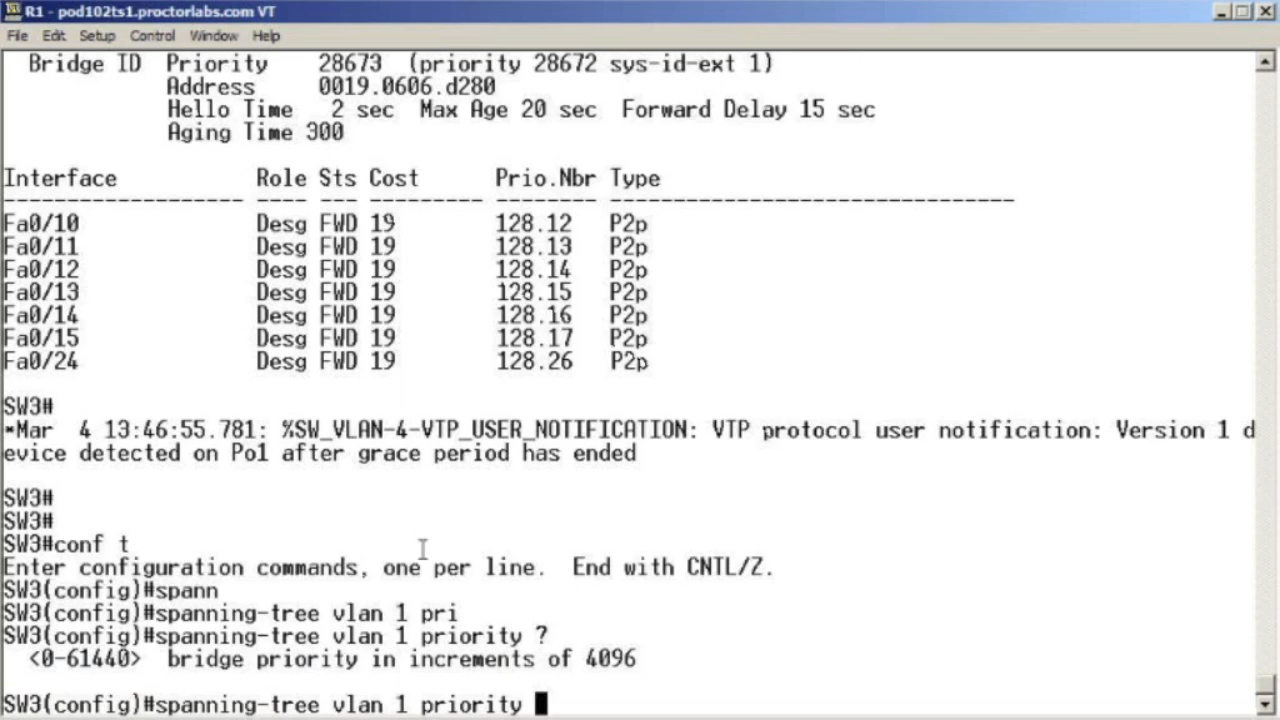 R1 - pod102ts1.proctorlabs.com VT
File Edit Setup Control Window Help
Bridge ID  Priority    28673  (priority 28672 sys-id-ext 1)
Address     0019.0606.d280
Hello Time   2 sec  Max Age 20 sec  Forward Delay 15 sec
Aging Time 300
Interface           Role Sts Cost      Prio.Nbr Type
------------------- ---- --- --------- -------- --------------------------------
Fa0/10              Desg FWD 19        128.12   P2p
Fa0/11              Desg FWD 19        128.13   P2p
Fa0/12              Desg FWD 19        128.14   P2p
Fa0/13              Desg FWD 19        128.15   P2p
Fa0/14              Desg FWD 19        128.16   P2p
Fa0/15              Desg FWD 19        128.17   P2p
Fa0/24              Desg FWD 19        128.26   P2p
SW3#
*Mar  4 13:46:55.781: %SW_VLAN-4-VTP_USER_NOTIFICATION: VTP protocol user notification: Version 1 d
evice detected on Po1 after grace period has ended
SW3#
SW3#
SW3#conf t
Enter configuration commands, one per line.  End with CNTL/Z.
SW3(config)#spann
SW3(config)#spanning-tree vlan 1 pri
SW3(config)#spanning-tree vlan 1 priority ?
<0-61440>  bridge priority in increments of 4096
SW3(config)#spanning-tree vlan 1 priority